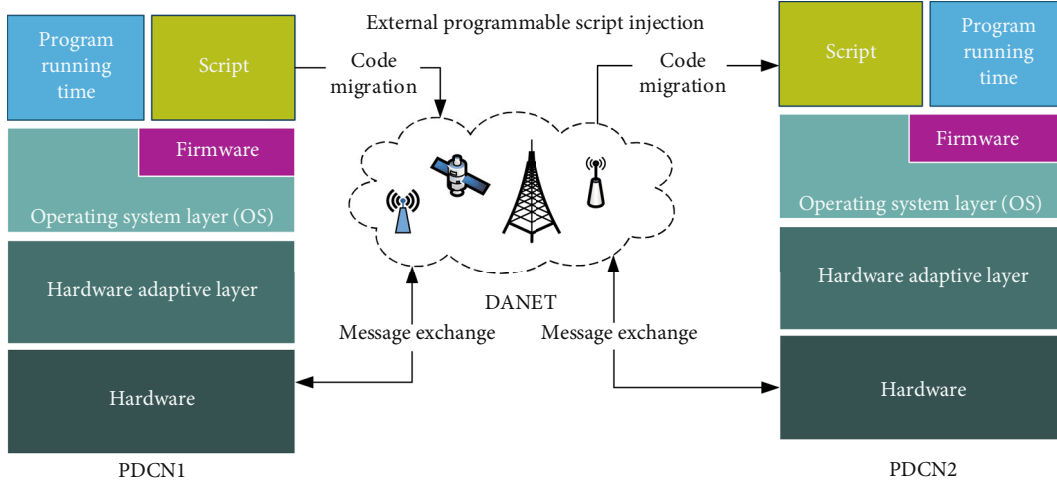 External programmable script injection
Program
running
time
Script
Code
migration
Code
migration
Script
Program
running
time
Firmware
Operating system layer (OS)
Firmware
Operating system layer (OS)
Hardware adaptive layer
DANET
Hardware adaptive layer
Message exchange
Message exchange
Hardware
Hardware
PDCN1
PDCN2